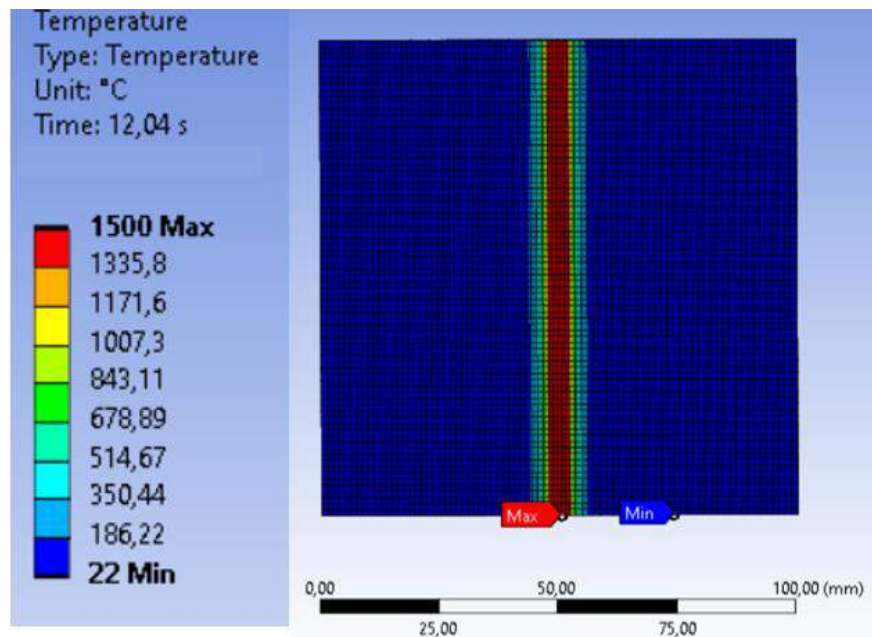 Temperature
Type: Temperature
Unit: °C
Time: 12,04 s
1500 Max
1335,8
1171,6
1007,3
843,11
678,89
514,67
350,44
186,22
22 Min
Max
Min
0,00
50,00
100,00 (mm)
25,00
75,00